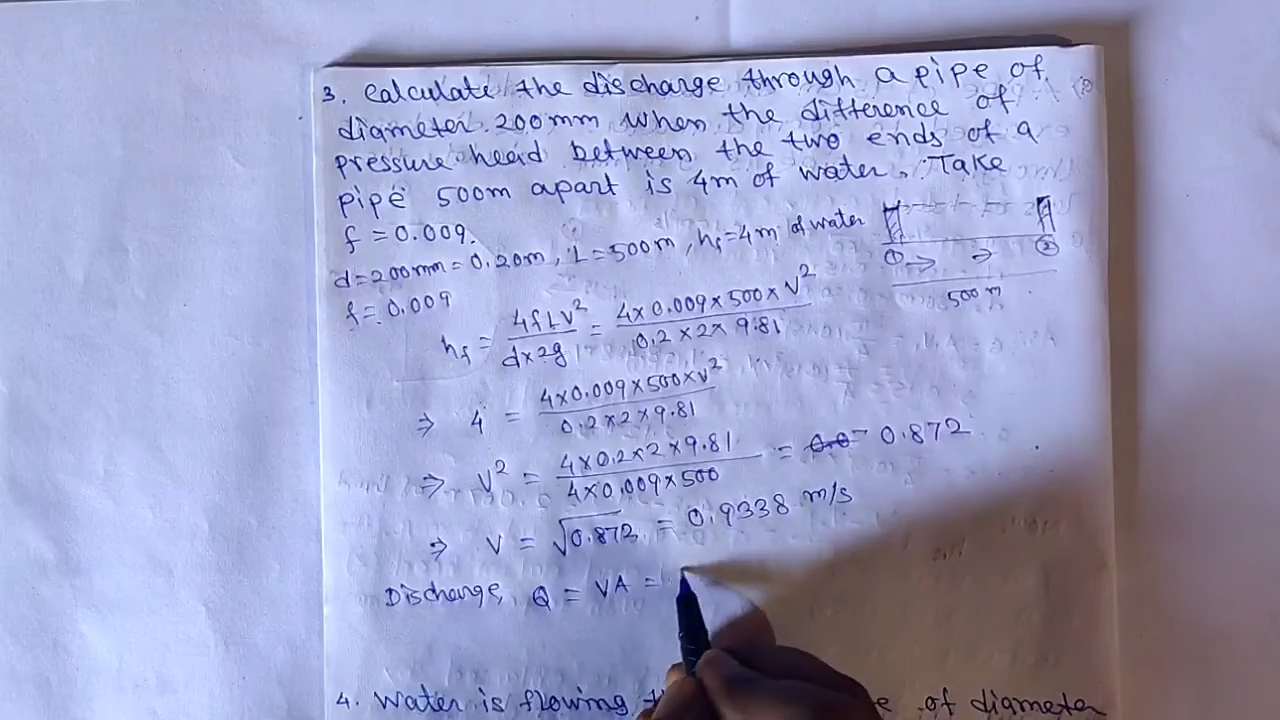 3. Calculate the discharge through a pipe of
diameter 200mm when the difference of
pressure head between the two ends of a
pipe 500m apart is 4m of water. Take
f = 0.009.
d = 200mm = 0.20m, L = 500m, hf = 4m of water
f = 0.009
① → ⇒ ②
500 m
hf = 4fLV² / d×2g = 4×0.009×500×V² / 0.2×2×9.81
⇒ 4 = 4×0.009×500×V² / 0.2×2×9.81
⇒ V² = 4×0.2×2×9.81 / 4×0.009×500 = 0.872
⇒ V = √0.872 = 0.9338 m/s
Discharge, Q = VA =
4. Water is flowing of diameter